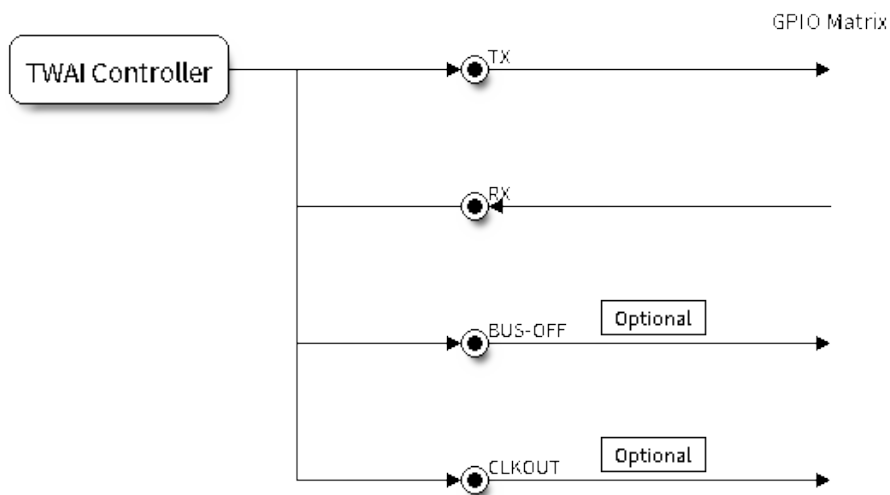 GPIO Matrix
TWAI Controller
TX
RX
BUS-OFF
Optional
CLKOUT
Optional